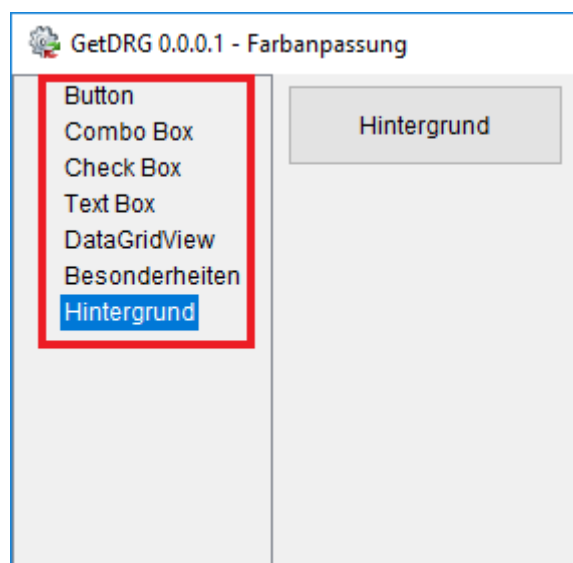 GetDRG 0.0.0.1 - Farbanpassung
Button
Combo Box
Check Box
Text Box
DataGridView
Besonderheiten
Hintergrund
Hintergrund